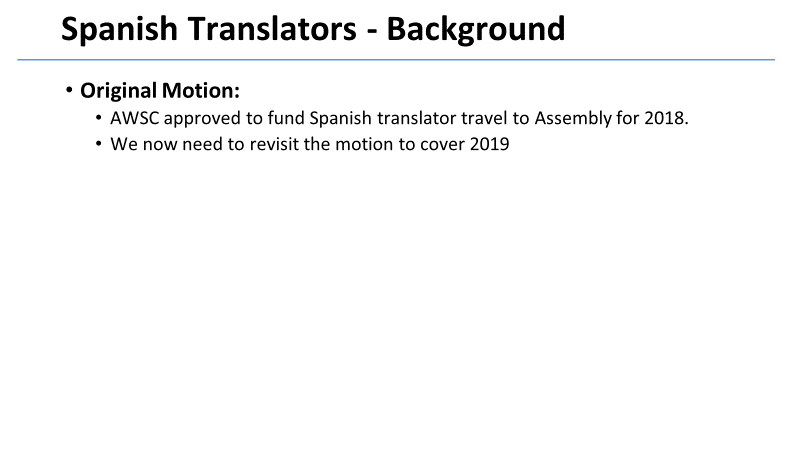 Spanish Translators - Background
• Original Motion:
• AWSC approved to fund Spanish translator travel to Assembly for 2018.
• We now need to revisit the motion to cover 2019